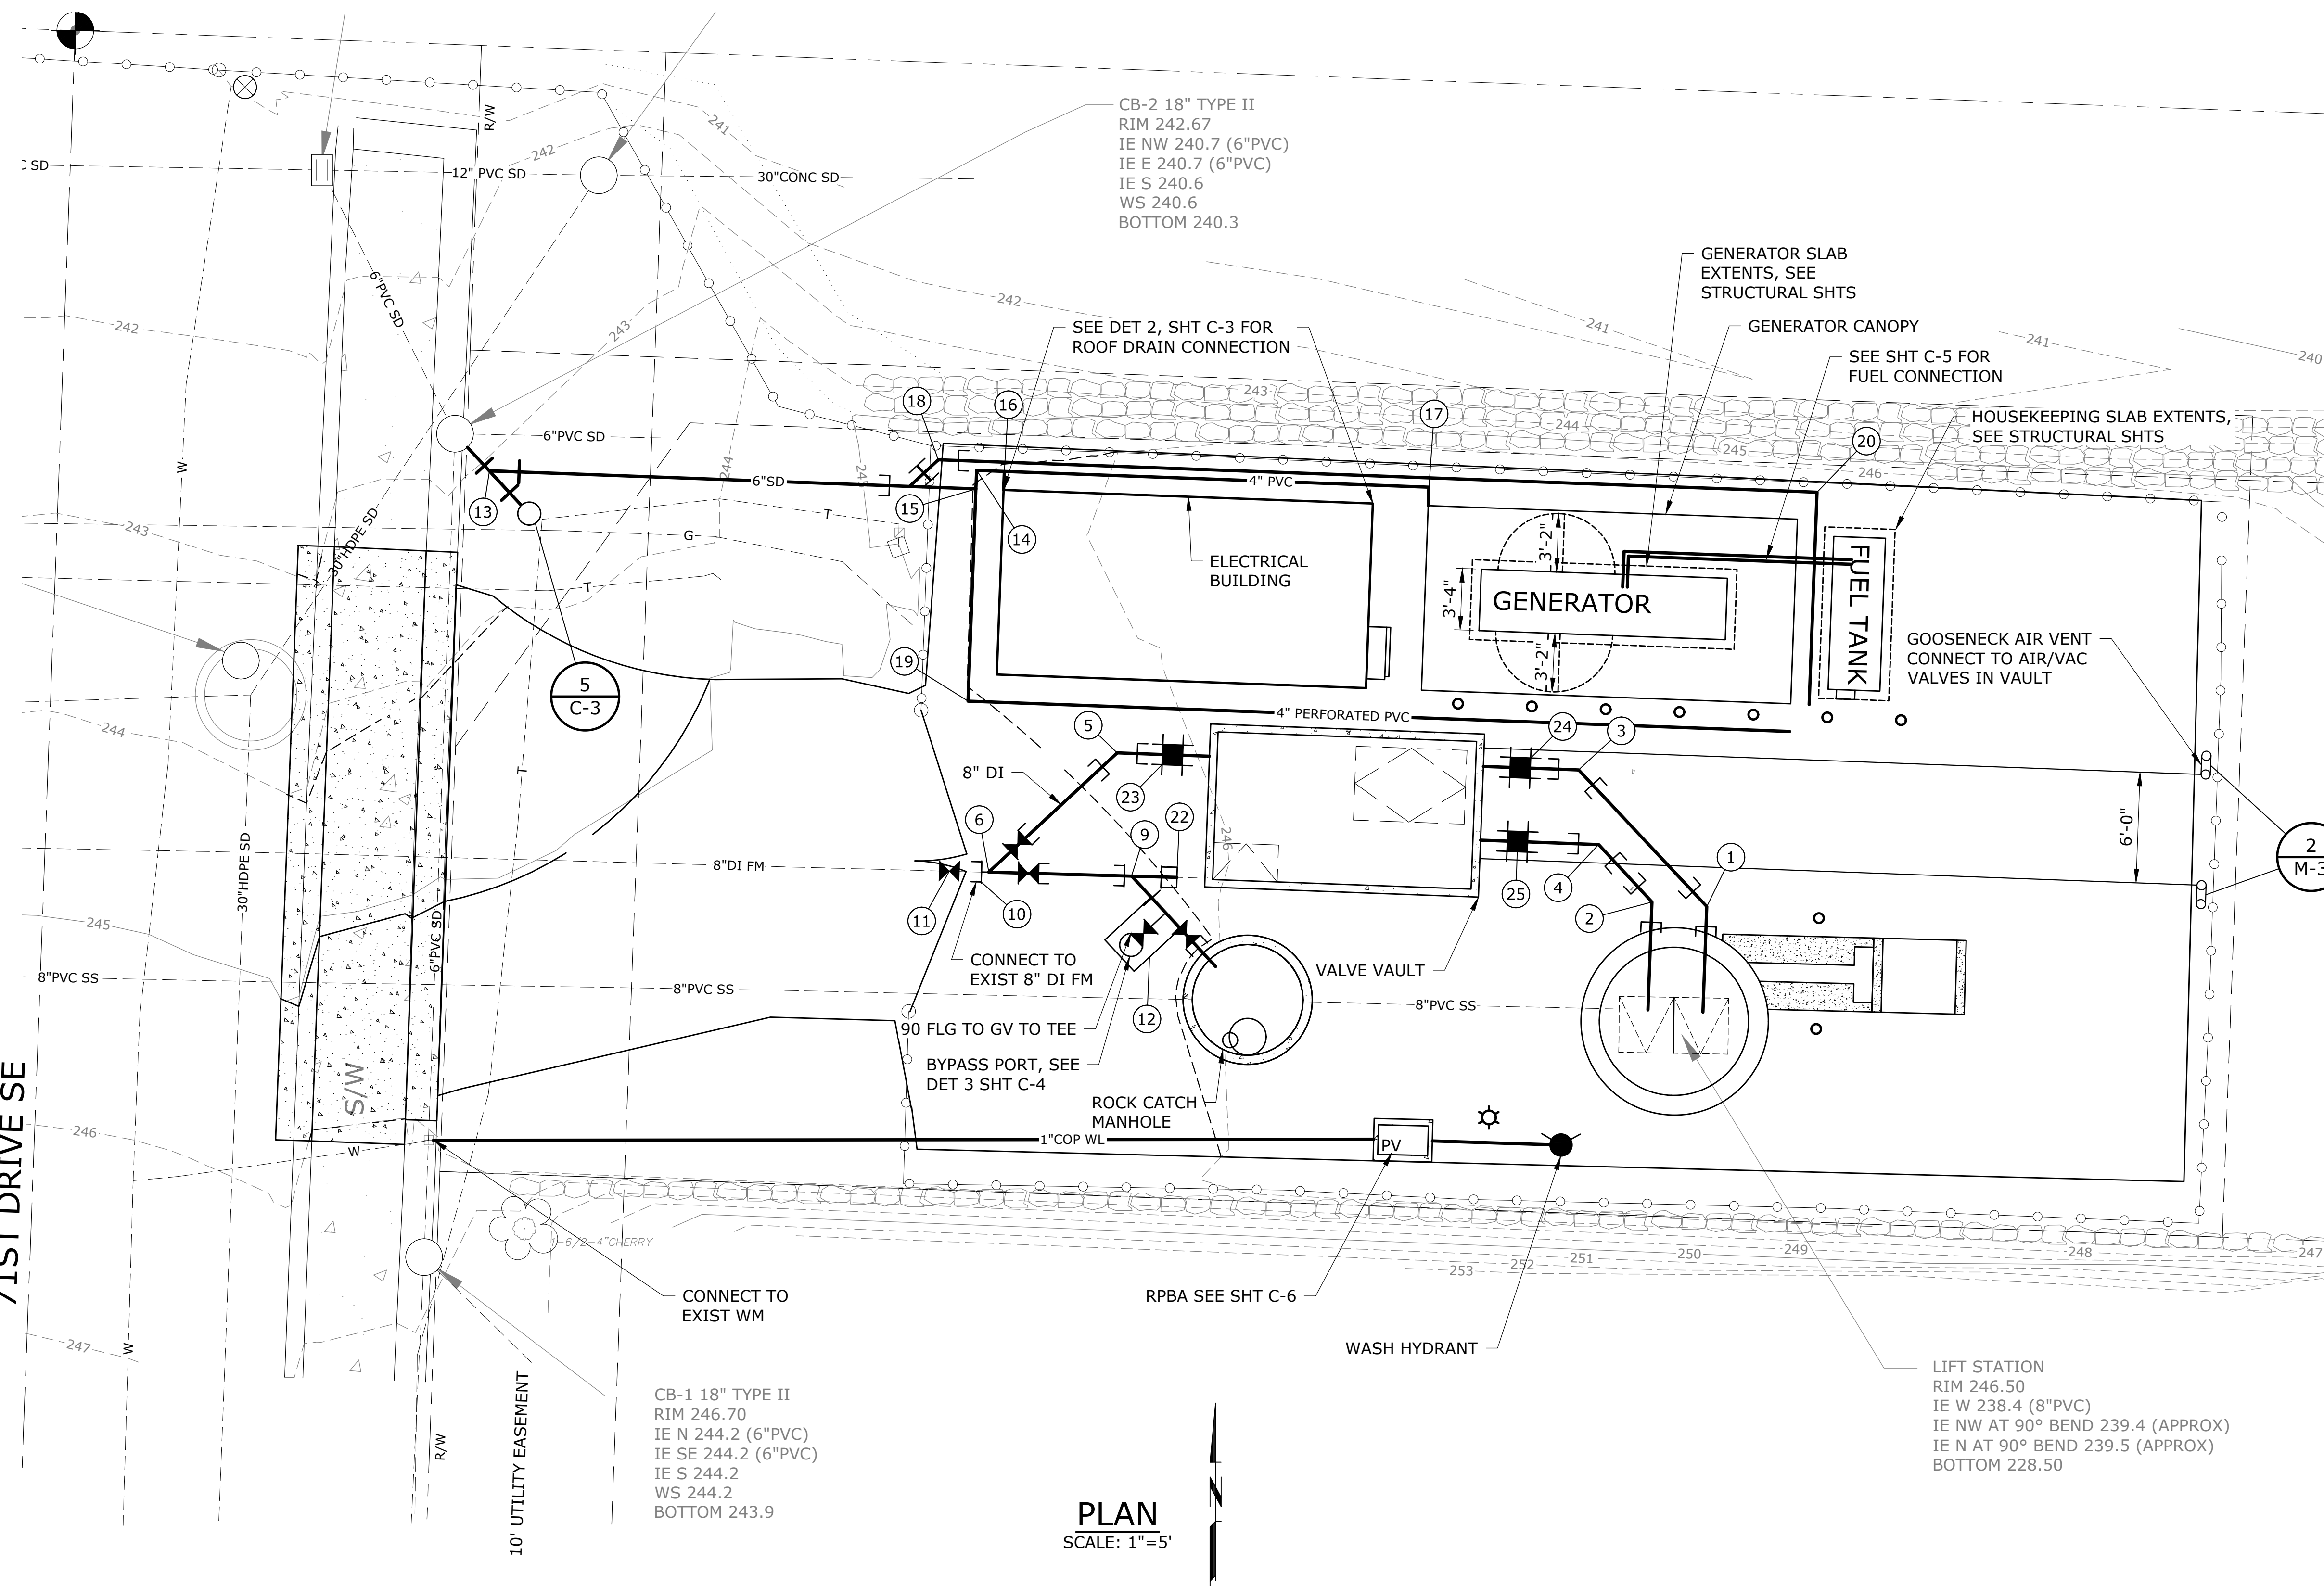 CB-2 18" TYPE II
RIM 242.67
IE NW 240.7 (6"PVC)
IE E 240.7 (6"PVC)
IE S 240.6
WS 240.6
BOTTOM 240.3
R/W
241
242
C SD
12" PVC SD
30"CONC SD
6"PVC SD
242
243
242
241
241
240
GENERATOR SLAB
EXTENTS, SEE
STRUCTURAL SHTS
GENERATOR CANOPY
SEE DET 2, SHT C-3 FOR
ROOF DRAIN CONNECTION
SEE SHT C-5 FOR
FUEL CONNECTION
HOUSEKEEPING SLAB EXTENTS,
SEE STRUCTURAL SHTS
243
244
245
246
18
16
17
20
6"PVC SD
W
244
245
6"SD
4" PVC
13
15
14
243
30"HDPE SD
T
G
T
ELECTRICAL
BUILDING
3'-2"
3'-4"
GENERATOR
3'-2"
FUEL TANK
GOOSENECK AIR VENT
CONNECT TO AIR/VAC
VALVES IN VAULT
5
C-3
19
4" PERFORATED PVC
244
T
5
24
3
8" DI
23
22
6
9
246
6'-0"
2
M-3
1
8"DI FM
30"HDPE SD
6"PVC SD
11
10
25
4
2
245
CONNECT TO
EXIST 8" DI FM
VALVE VAULT
8"PVC SS
8"PVC SS
8"PVC SS
12
90 FLG TO GV TO TEE
BYPASS PORT, SEE
DET 3 SHT C-4
ROCK CATCH
MANHOLE
71ST DRIVE SE
S/W
246
W
1"COP WL
PV
1-6/2-4"CHERRY
253
252
251
250
249
248
247
CONNECT TO
EXIST WM
RPBA SEE SHT C-6
WASH HYDRANT
247
W
R/W
10' UTILITY EASEMENT
CB-1 18" TYPE II
RIM 246.70
IE N 244.2 (6"PVC)
IE SE 244.2 (6"PVC)
IE S 244.2
WS 244.2
BOTTOM 243.9
LIFT STATION
RIM 246.50
IE W 238.4 (8"PVC)
IE NW AT 90° BEND 239.4 (APPROX)
IE N AT 90° BEND 239.5 (APPROX)
BOTTOM 228.50
N
PLAN
SCALE: 1"=5'